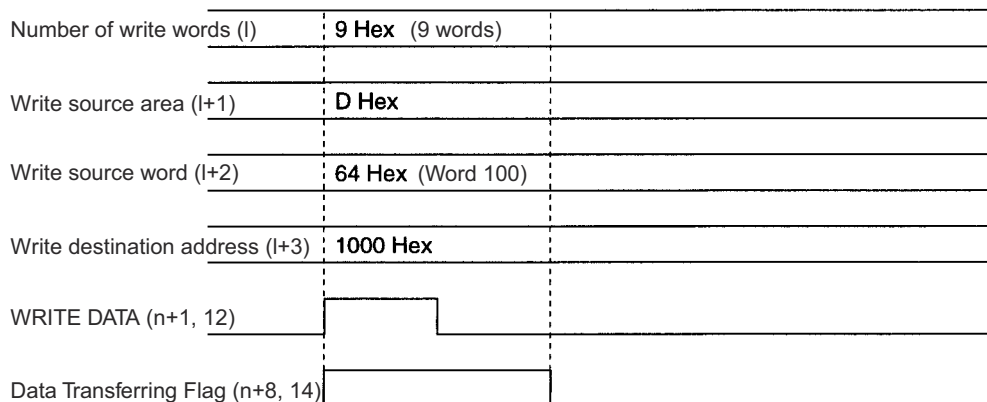 Number of write words (l) 9 Hex (9 words)
Write source area (l+1) D Hex
Write source word (l+2) 64 Hex (Word 100)
Write destination address (l+3) 1000 Hex
WRITE DATA (n+1, 12)
Data Transferring Flag (n+8, 14)